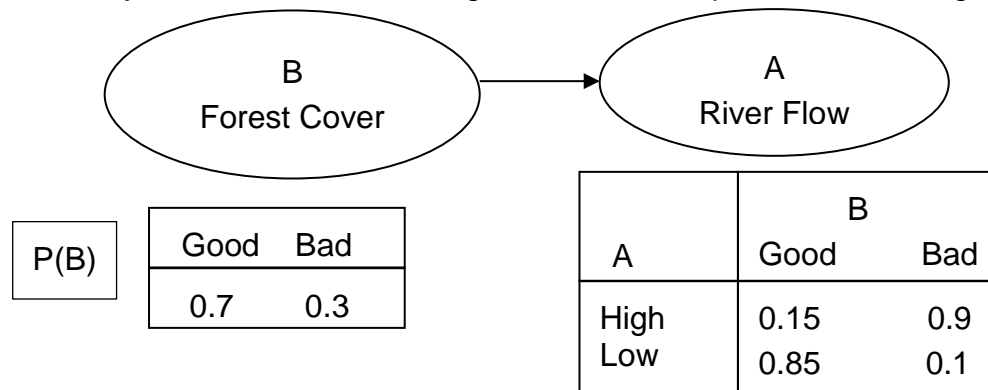 B
Forest Cover
A
River Flow
P(B)
Good Bad
0.7 0.3
B
A Good Bad
High 0.15 0.9
Low 0.85 0.1